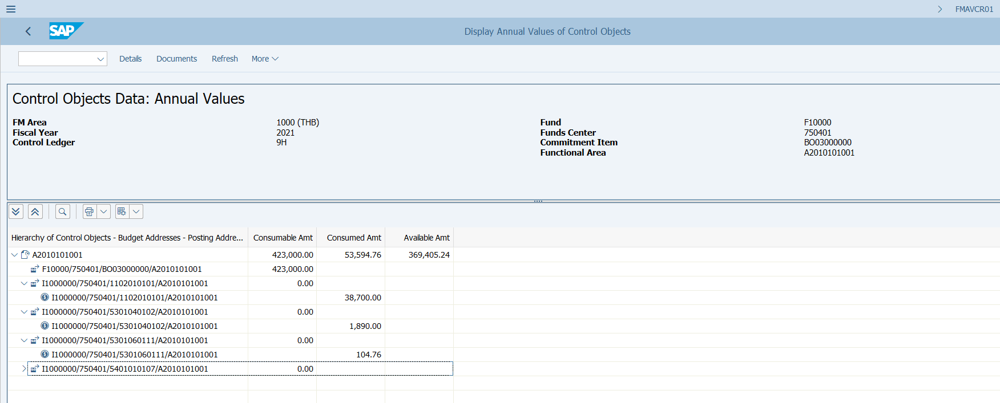 FMAVCR01
SAP
Display Annual Values of Control Objects
Details Documents Refresh More
Control Objects Data: Annual Values
FM Area 1000 (THB) Fund F10000
Fiscal Year 2021 Funds Center 750401
Control Ledger 9H Commitment Item BO03000000
Functional Area A2010101001
Hierarchy of Control Objects - Budget Addresses - Posting Addre... Consumable Amt Consumed Amt Available Amt
A2010101001 423,000.00 53,594.76 369,405.24
F10000/750401/BO03000000/A2010101001 423,000.00
I1000000/750401/1102010101/A2010101001 0.00
I1000000/750401/1102010101/A2010101001 38,700.00
I1000000/750401/5301040102/A2010101001 0.00
I1000000/750401/5301040102/A2010101001 1,890.00
I1000000/750401/5301060111/A2010101001 0.00
I1000000/750401/5301060111/A2010101001 104.76
I1000000/750401/5401010107/A2010101001 0.00